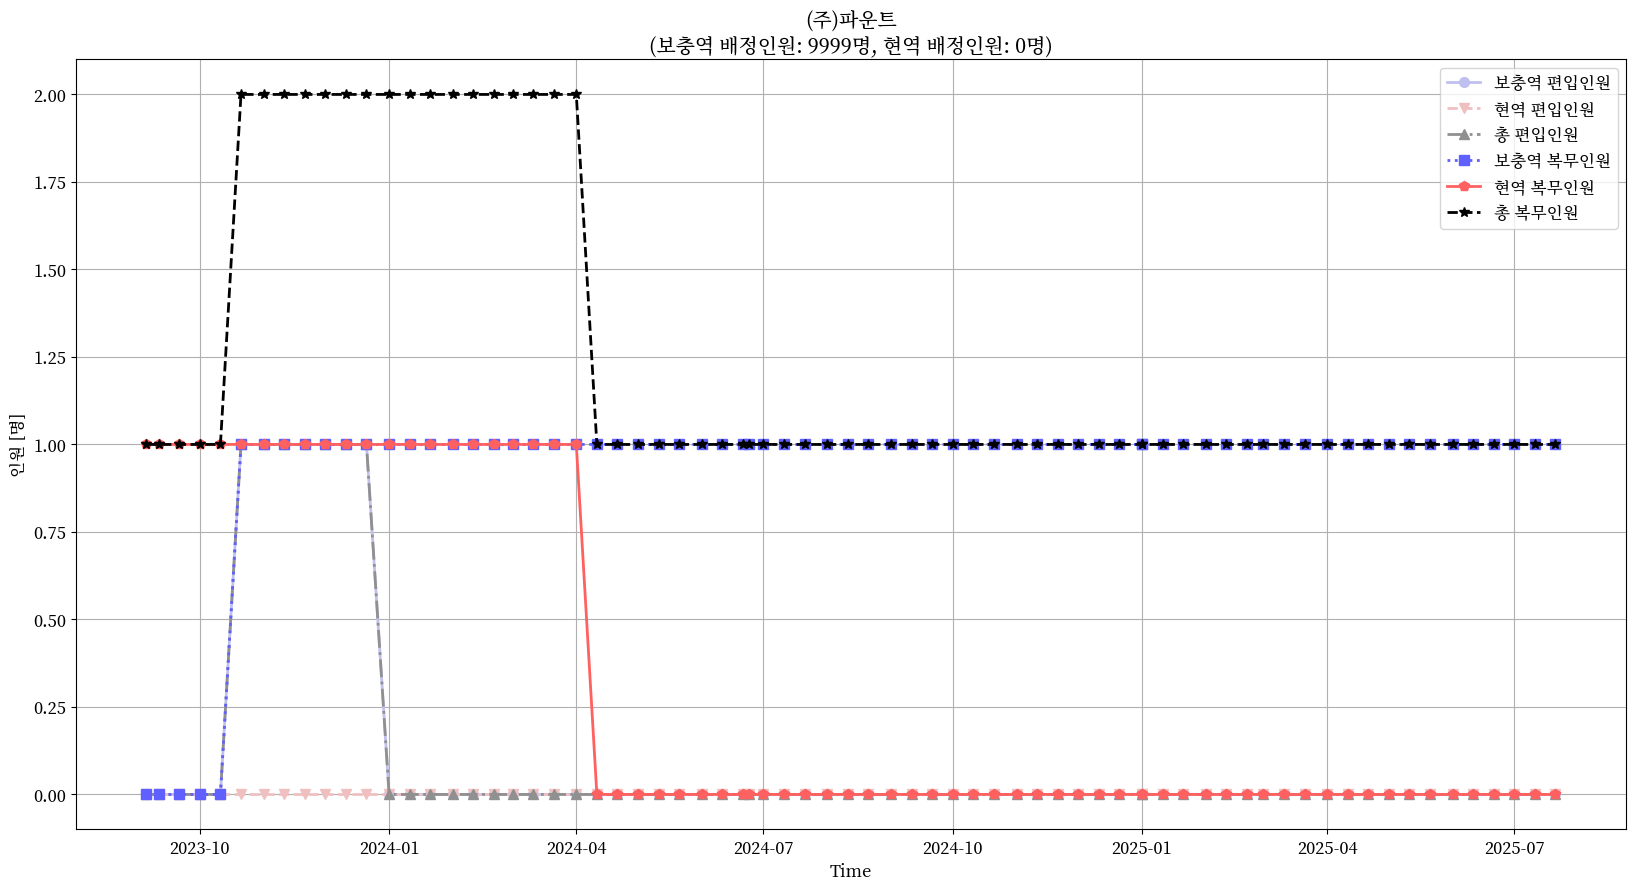 (주)파운트
(보충역 배정인원: 9999명, 현역 배정인원: 0명)
보충역 편입인원
현역 편입인원
총 편입인원
보충역 복무인원
현역 복무인원
총 복무인원
인원 [명]
2.00
1.75
1.50
1.25
1.00
0.75
0.50
0.25
0.00
2023-10
2024-01
2024-04
2024-07
2024-10
2025-01
2025-04
2025-07
Time